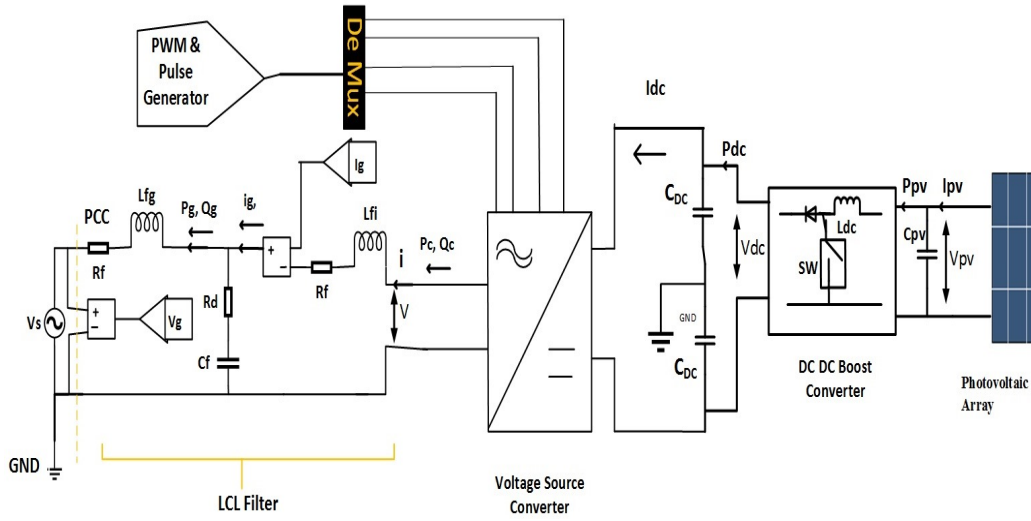 PWM &
Pulse
Generator
De Mux
Idc
Ig
Pdc
CDC
Ppv
Ipv
Lfg
PCC
Pg, Qg
ig,
Lfi
Pc, Qc
i
Ldc
Cpv
Vdc
Vpv
SW
Rf
Rf
Rd
V
Vs
+
−
Vg
+
−
GND
Cf
CDC
DC DC Boost
Converter
Photovoltaic
Array
GND
LCL Filter
Voltage Source
Converter